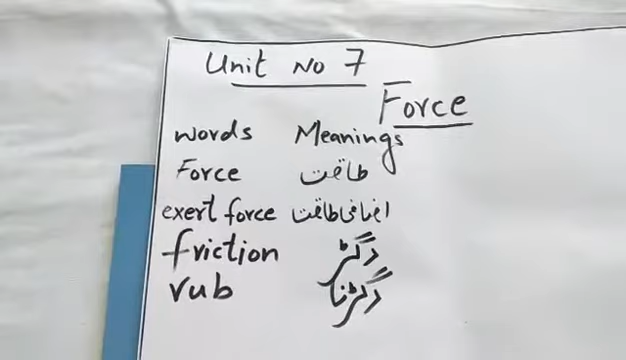 Unit No 7
Force
words Meanings
Force طاقت
exert force اضافی طاقت
friction رگڑ
rub رگڑنا